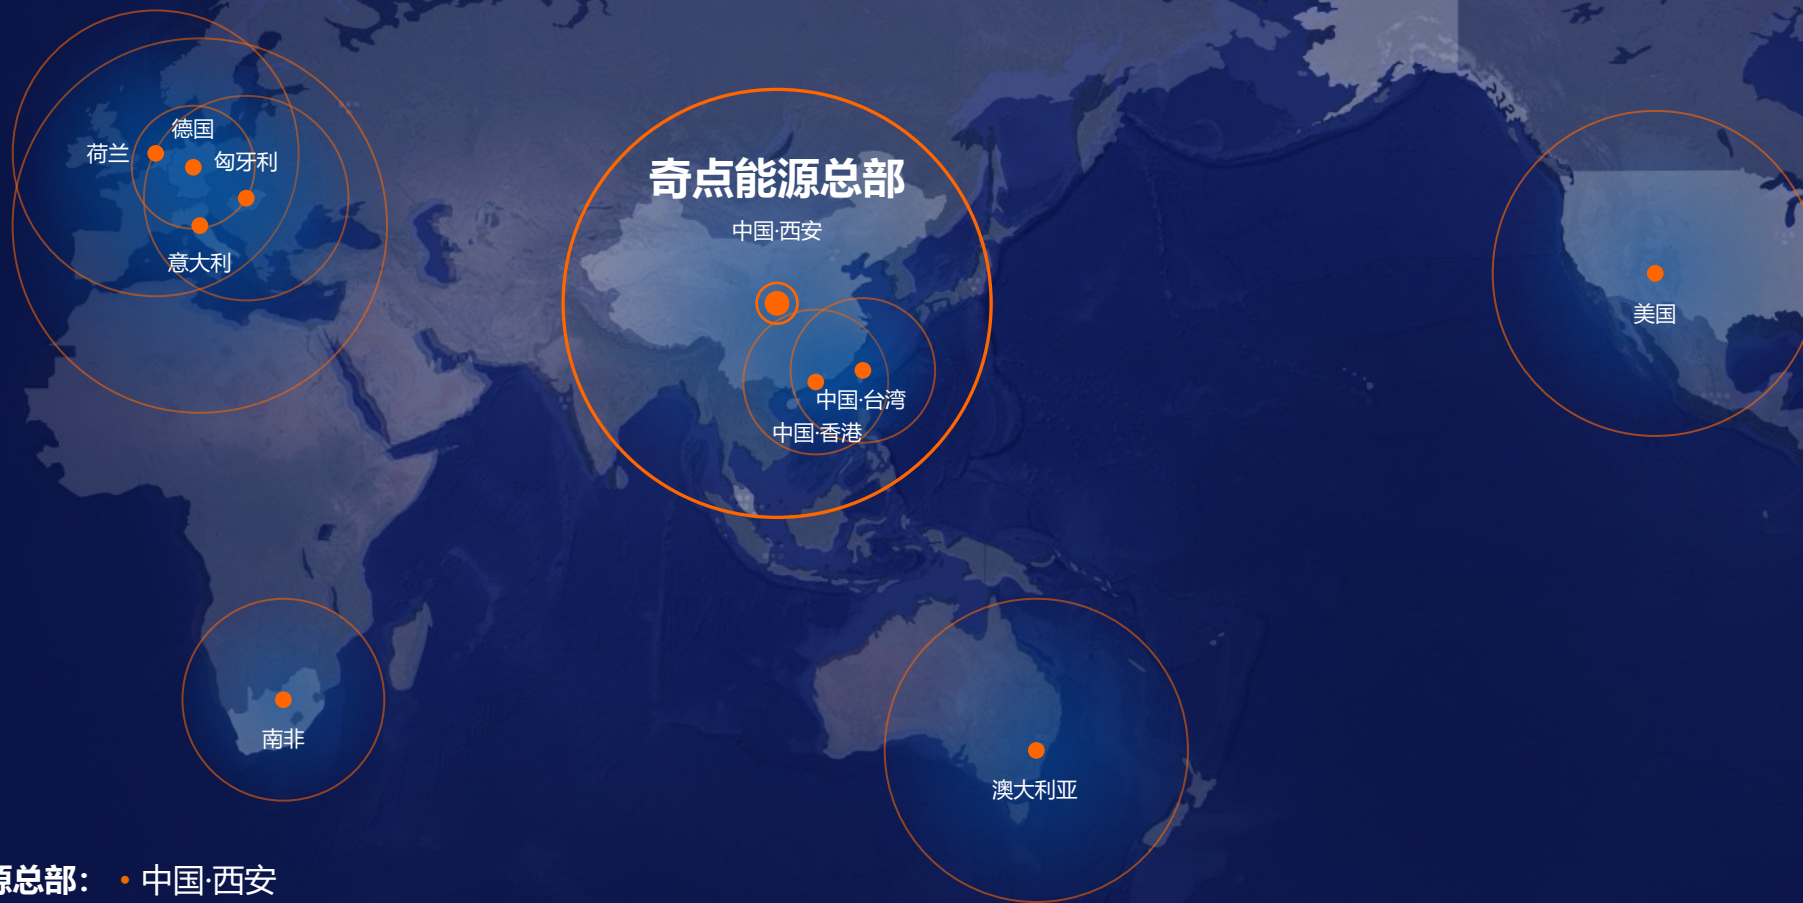 德国
荷兰
匈牙利
意大利
奇点能源总部
中国·西安
中国·台湾
中国·香港
美国
南非
澳大利亚
源总部： • 中国·西安